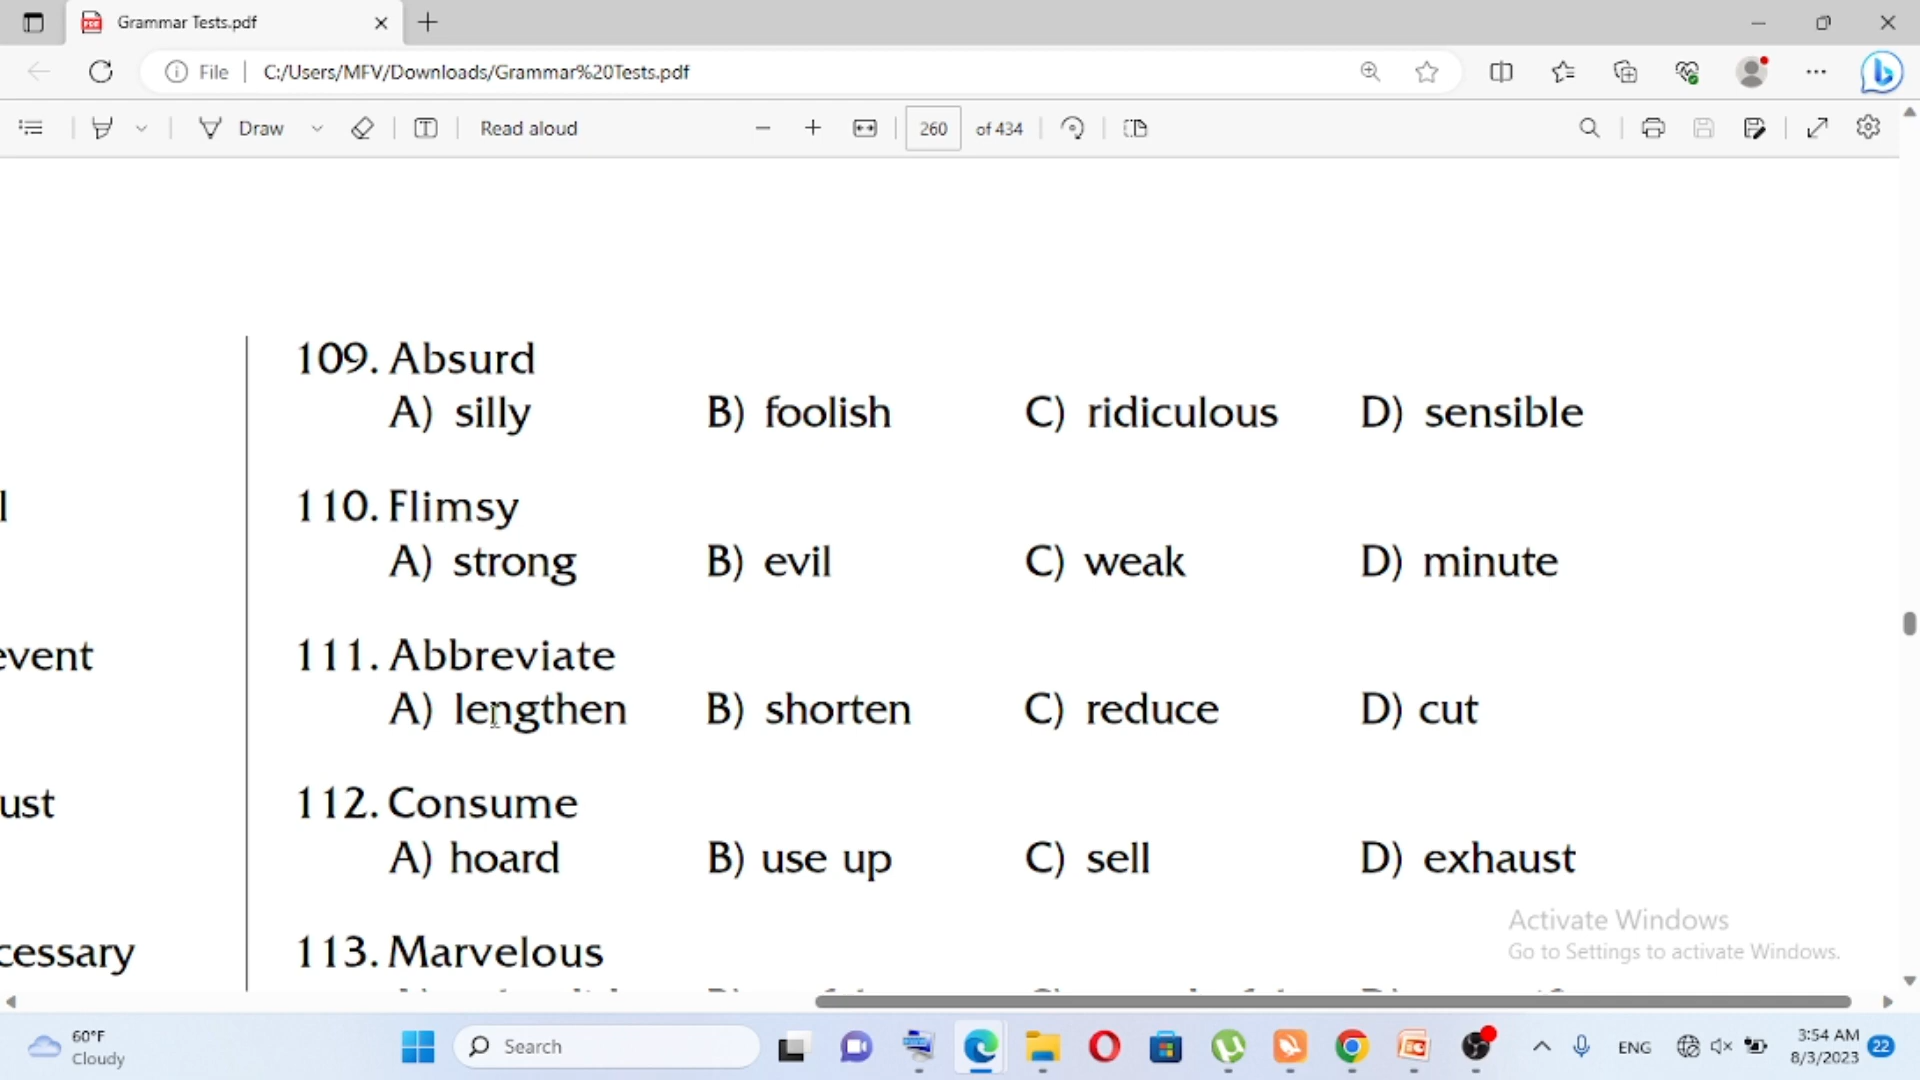 Grammar Tests.pdf
File
C:/Users/MFV/Downloads/Grammar%20Tests.pdf
Draw
Read aloud
260 of 434
109. Absurd
A) silly B) foolish C) ridiculous D) sensible
l
110. Flimsy
A) strong B) evil C) weak D) minute
event
111. Abbreviate
A) lengthen B) shorten C) reduce D) cut
ust
112. Consume
A) hoard B) use up C) sell D) exhaust
Activate Windows
Go to Settings to activate Windows.
cessary
113. Marvelous
60°F
Cloudy
Search
ENG
3:54 AM
8/3/2023
22